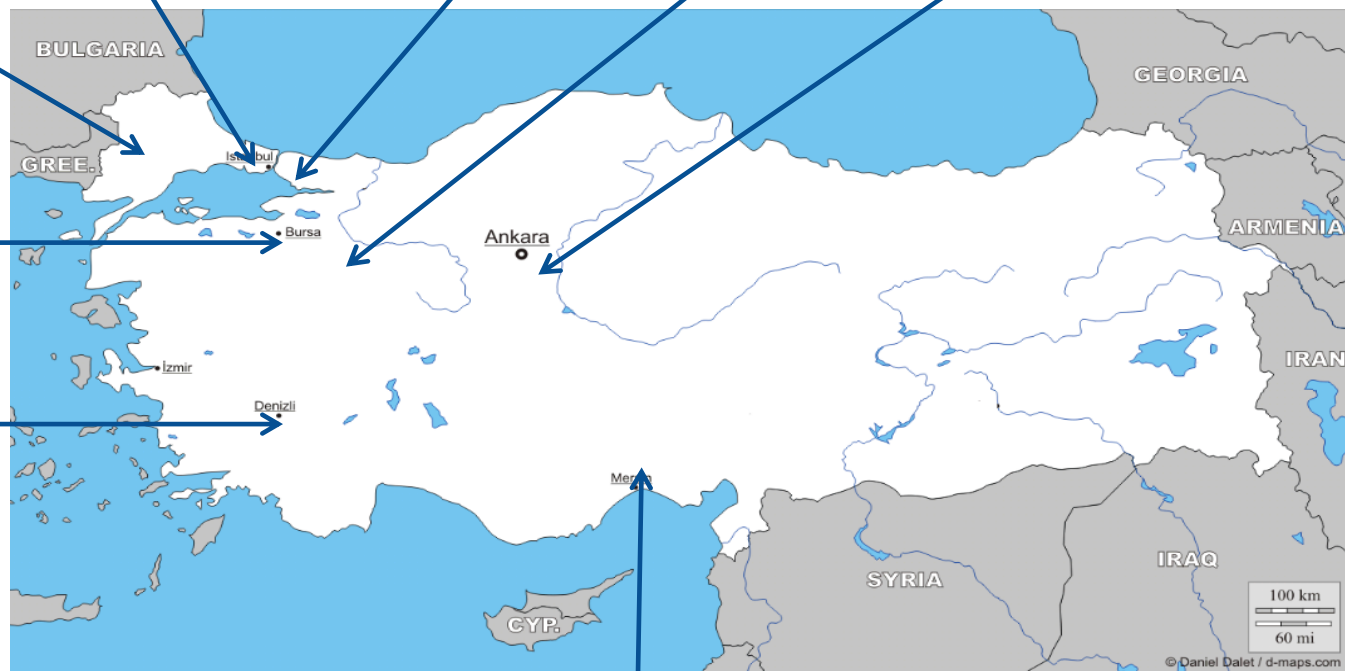 BULGARIA
GEORGIA
GREE.
Istanbul
ARMENIA
Bursa
Ankara
IRAN
İzmir
Denizli
SYRIA
IRAQ
CYP.
100 km
60 mi
© Daniel Dalet / d-maps.com